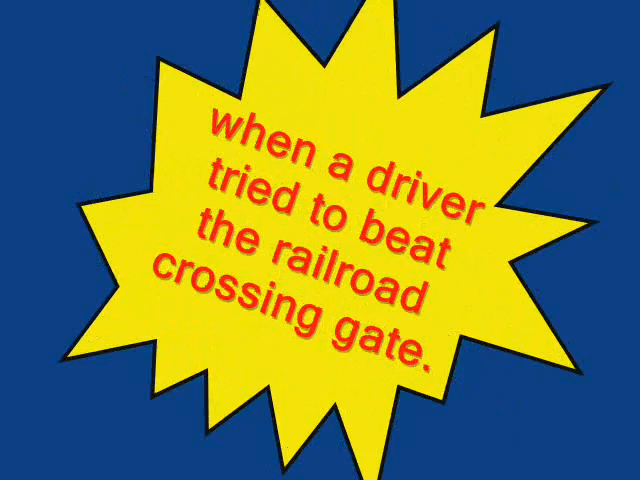 when a driver
tried to beat
the railroad
crossing gate.